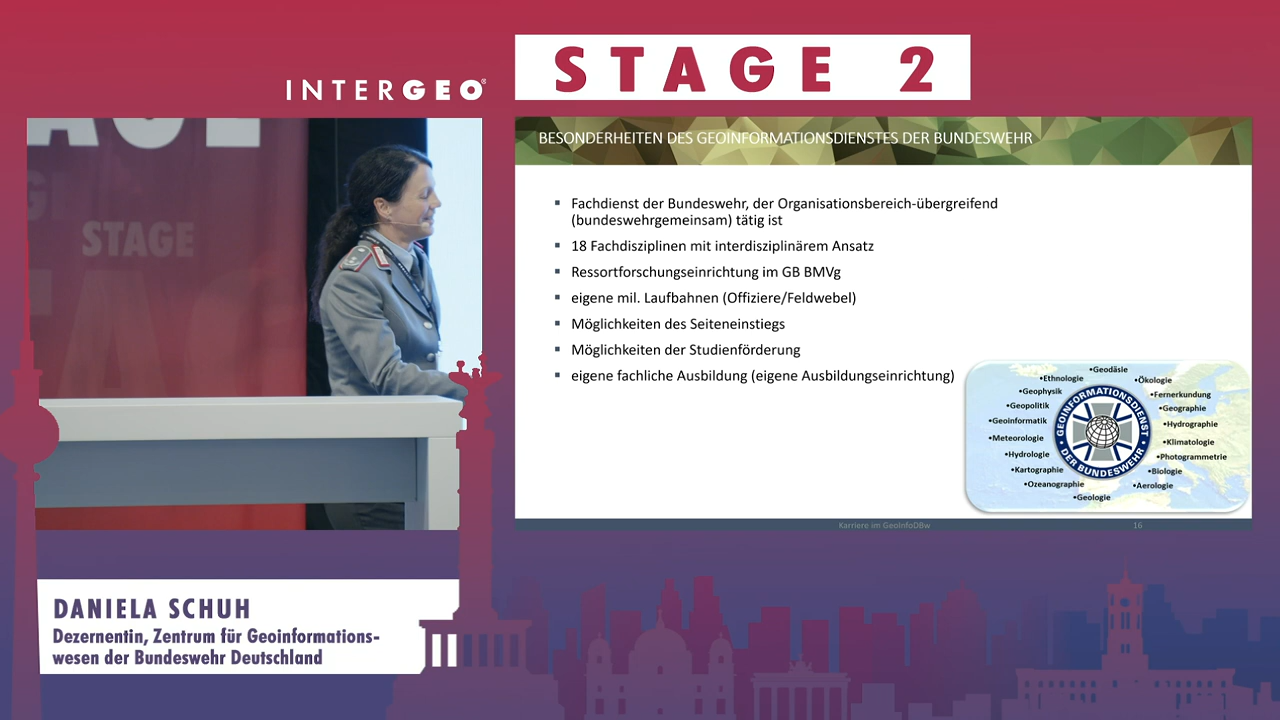 INTERGEO®
STAGE 2
STAGE
BESONDERHEITEN DES GEOINFORMATIONSDIENSTES DER BUNDESWEHR
▪ Fachdienst der Bundeswehr, der Organisationsbereich-übergreifend
(bundeswehrgemeinsam) tätig ist
▪ 18 Fachdisziplinen mit interdisziplinärem Ansatz
▪ Ressortforschungseinrichtung im GB BMVg
▪ eigene mil. Laufbahnen (Offiziere/Feldwebel)
▪ Möglichkeiten des Seiteneinstiegs
▪ Möglichkeiten der Studienförderung
▪ eigene fachliche Ausbildung (eigene Ausbildungseinrichtung)
•Geodäsie
•Ethnologie
•Ökologie
•Geophysik
•Fernerkundung
•Geopolitik
•Geographie
•Geoinformatik
•Hydrographie
•Meteorologie
•Klimatologie
•Hydrologie
•Photogrammetrie
•Kartographie
•Biologie
•Ozeanographie
•Aerologie
•Geologie
GEOINFORMATIONSDIENST
• DER BUNDESWEHR •
Karriere im GeoInfoDBw
16
DANIELA SCHUH
Dezernentin, Zentrum für Geoinformations-
wesen der Bundeswehr Deutschland